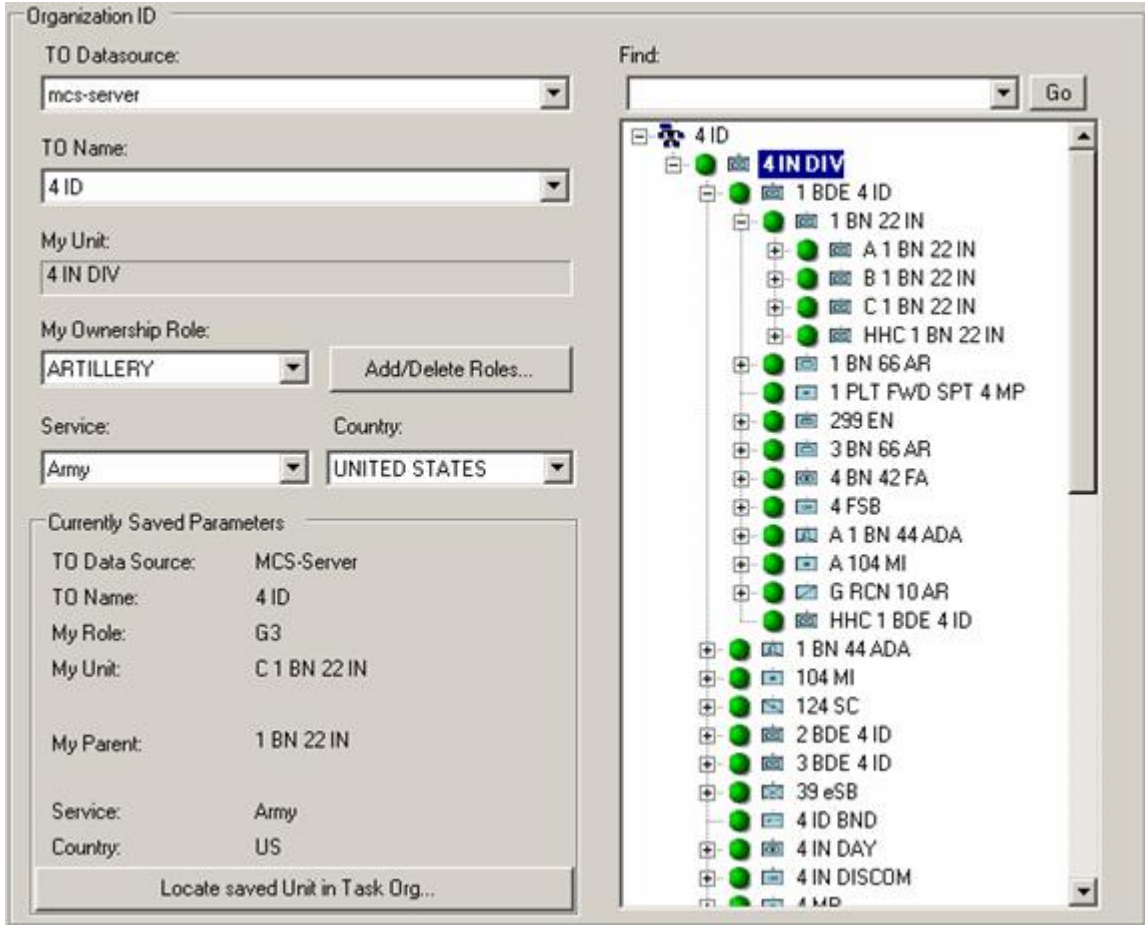 Organization ID
TO Datasource:
mcs-server
TO Name:
4 ID
My Unit:
4 IN DIV
My Ownership Role:
ARTILLERY
Add/Delete Roles...
Service:
Country:
Army
UNITED STATES
Currently Saved Parameters
TO Data Source: MCS-Server
TO Name: 4 ID
My Role: G3
My Unit: C 1 BN 22 IN
My Parent: 1 BN 22 IN
Service: Army
Country: US
Locate saved Unit in Task Org...
Find:
Go
4 ID
4 IN DIV
1 BDE 4 ID
1 BN 22 IN
A 1 BN 22 IN
B 1 BN 22 IN
C 1 BN 22 IN
HHC 1 BN 22 IN
1 BN 66 AR
1 PLT FWD SPT 4 MP
299 EN
3 BN 66 AR
4 BN 42 FA
4 FSB
A 1 BN 44 ADA
A 104 MI
G RCN 10 AR
HHC 1 BDE 4 ID
1 BN 44 ADA
104 MI
124 SC
2 BDE 4 ID
3 BDE 4 ID
39 eSB
4 ID BND
4 IN DAY
4 IN DISCOM
4 MP